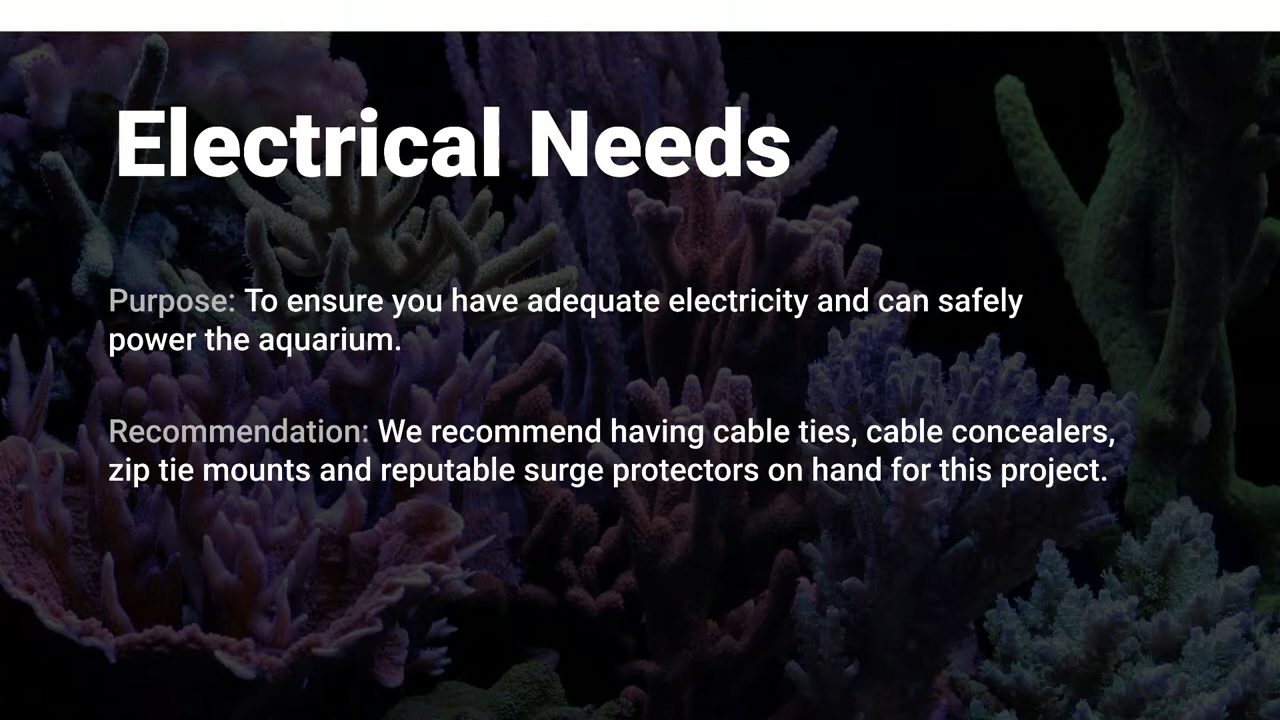 Electrical Needs
Purpose: To ensure you have adequate electricity and can safely
power the aquarium.
Recommendation: We recommend having cable ties, cable concealers,
zip tie mounts and reputable surge protectors on hand for this project.